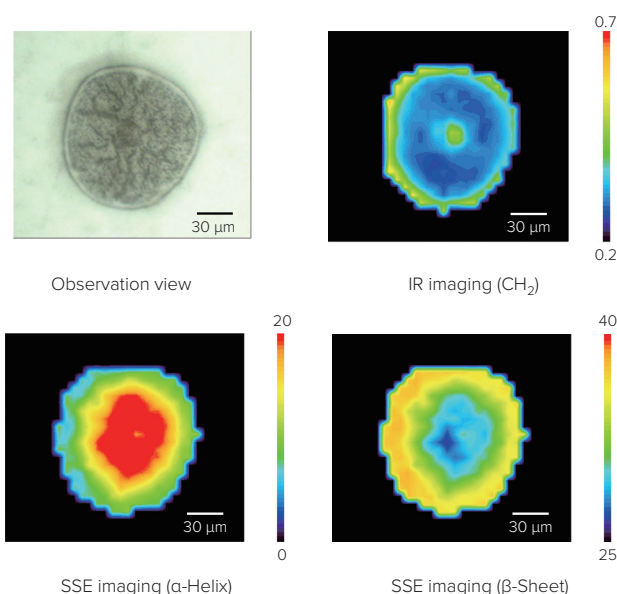 0.7
30 µm
30 µm
0.2
Observation view
IR imaging (CH₂)
20
40
30 µm
30 µm
0
25
SSE imaging (α-Helix)
SSE imaging (β-Sheet)